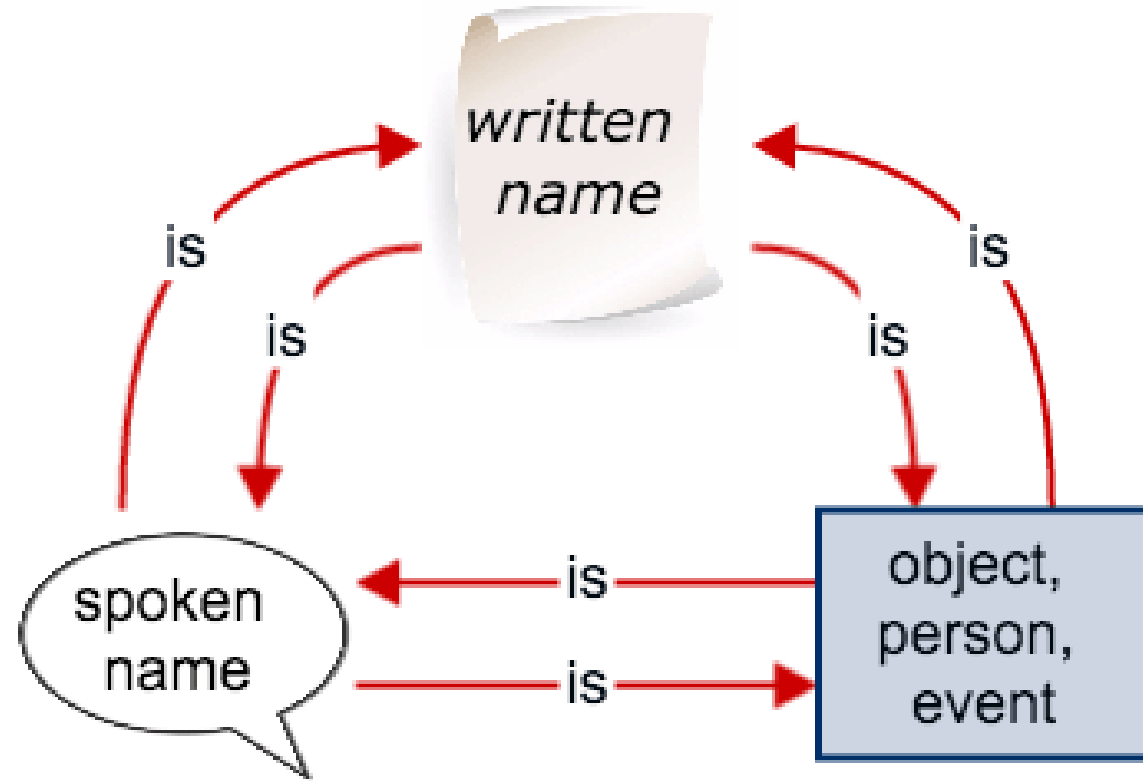 written
name
is
is
is
is
is
is
spoken
name
object,
person,
event